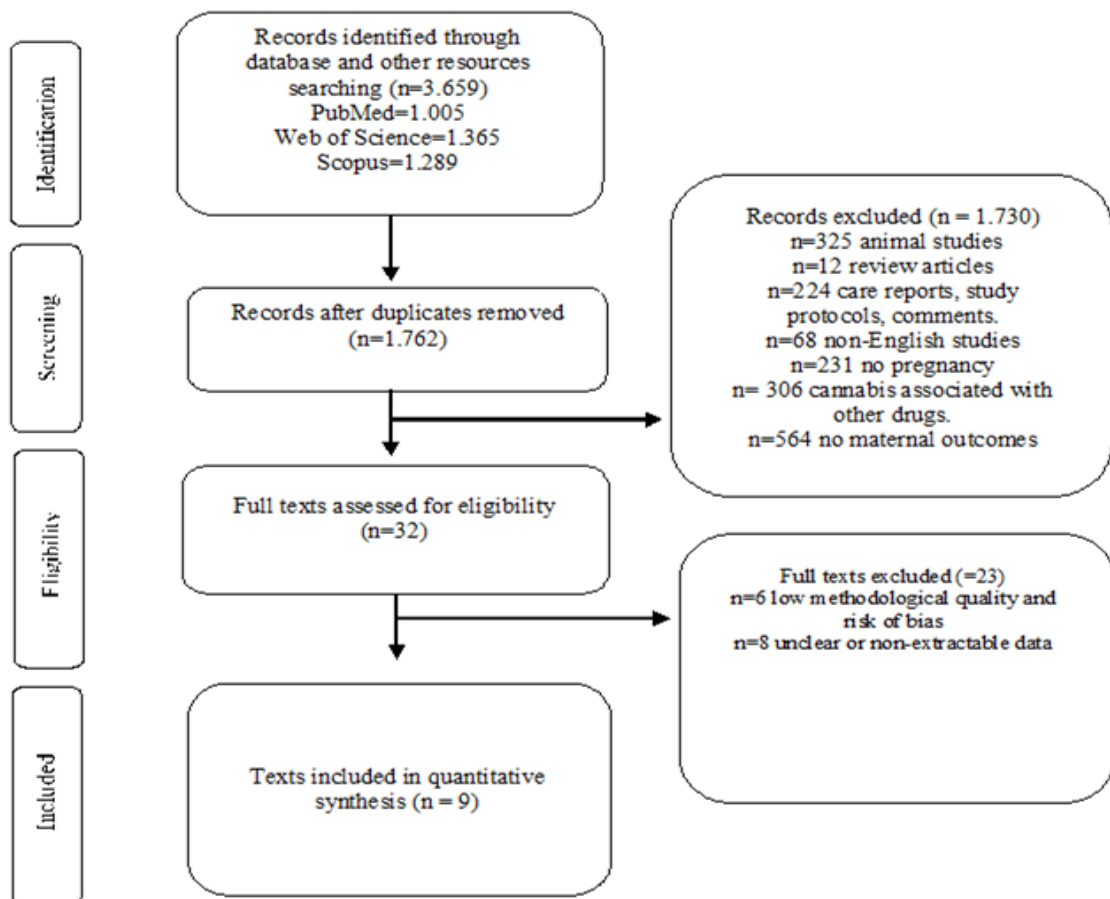 Identification
Records identified through
database and other resources
searching (n=3.659)
PubMed=1.005
Web of Science=1.365
Scopus=1.289
Screening
Records after duplicates removed
(n=1.762)
Records excluded (n = 1.730)
n=325 animal studies
n=12 review articles
n=224 care reports, study
protocols, comments.
n=68 non-English studies
n=231 no pregnancy
n= 306 cannabis associated with
other drugs.
n=564 no maternal outcomes
Eligibility
Full texts assessed for eligibility
(n=32)
Full texts excluded (=23)
n=6 low methodological quality and
risk of bias
n=8 unclear or non-extractable data
Included
Texts included in quantitative
synthesis (n = 9)